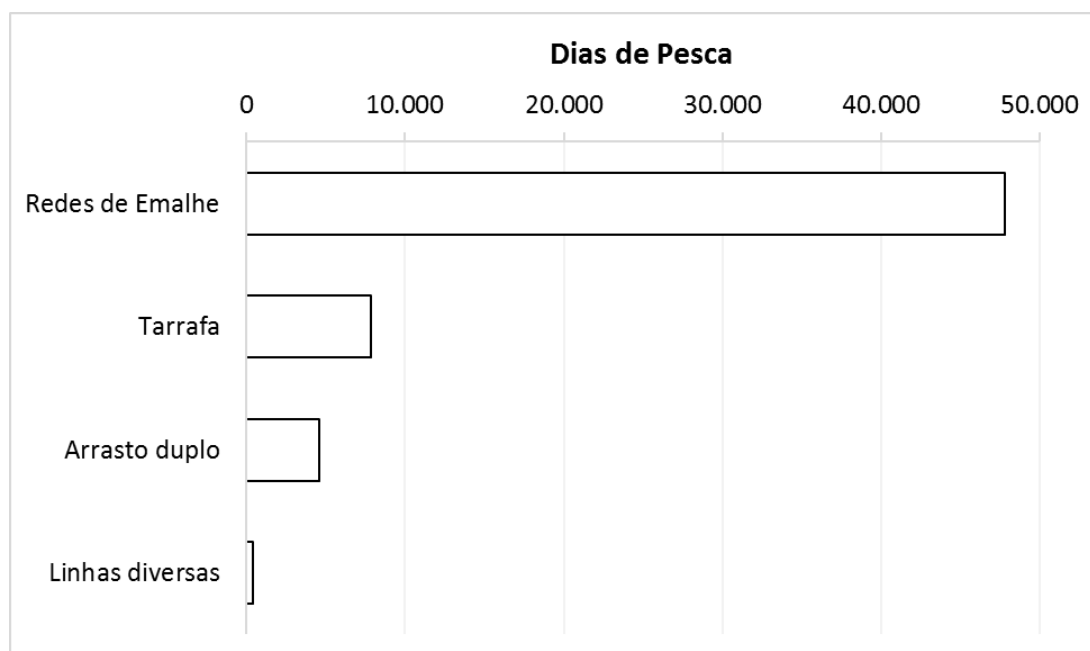 Dias de Pesca
0 10.000 20.000 30.000 40.000 50.000
Redes de Emalhe
Tarrafa
Arrasto duplo
Linhas diversas